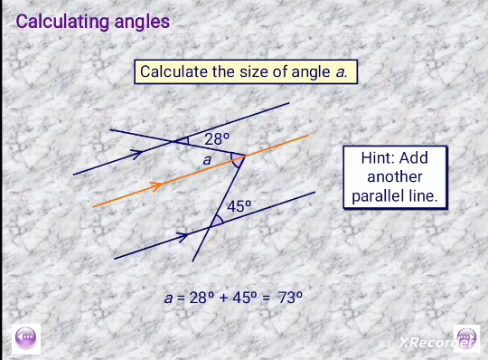 Calculating angles
Calculate the size of angle a.
28º
a
45º
Hint: Add
another
parallel line.
a = 28º + 45º = 73º
XRecorder